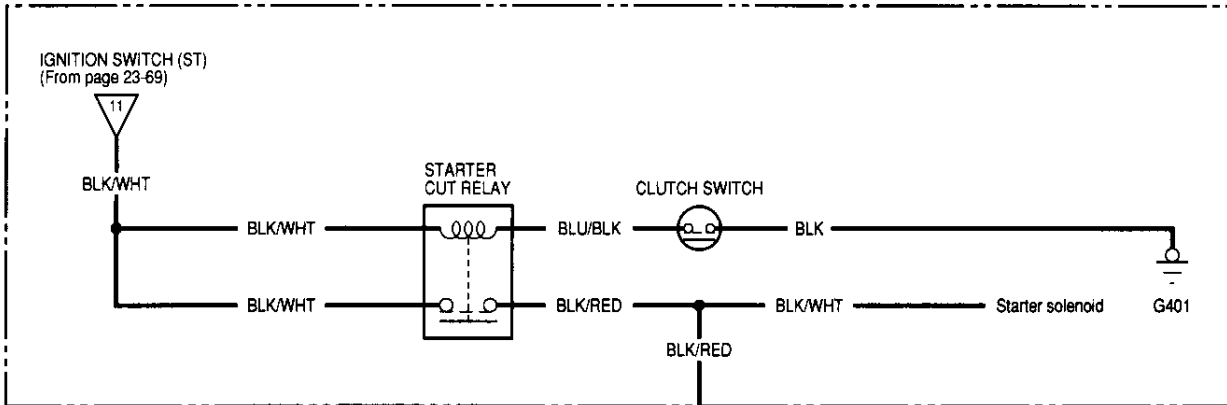 IGNITION SWITCH (ST)
(From page 23-69)
11
BLK/WHT
STARTER
CUT RELAY
CLUTCH SWITCH
BLK/WHT
BLU/BLK
BLK
BLK/WHT
BLK/RED
BLK/WHT
Starter solenoid
G401
BLK/RED